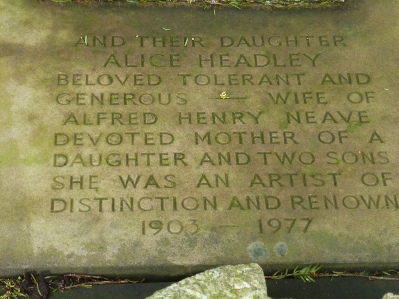 AND THEIR DAUGHTER
ALICE HEADLEY
BELOVED TOLERANT AND
GENEROUS — WIFE OF
ALFRED HENRY NEAVE
DEVOTED MOTHER OF A
DAUGHTER AND TWO SONS
SHE WAS AN ARTIST OF
DISTINCTION AND RENOWN
1903 — 1977